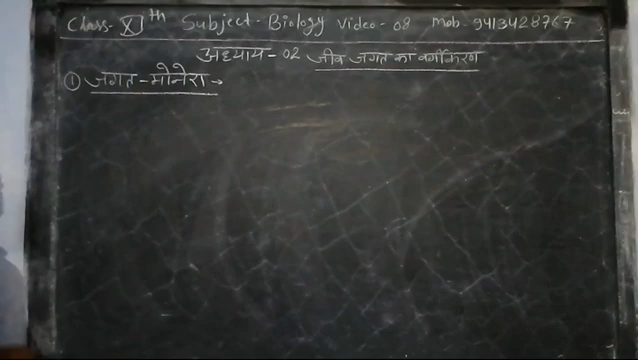 Class-XIth Subject-Biology Video-08 Mob. 9413428767
अध्याय-02 जीव जगत का वर्गीकरण
① जगत-मोनेरा→